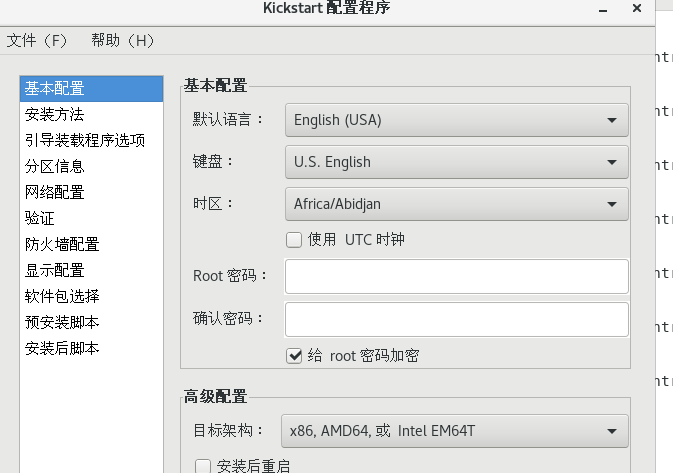 Kickstart 配置程序
文件（F） 帮助（H）
基本配置
安装方法
引导装载程序选项
分区信息
网络配置
验证
防火墙配置
显示配置
软件包选择
预安装脚本
安装后脚本
基本配置
默认语言： English (USA)
键盘： U.S. English
时区： Africa/Abidjan
使用 UTC 时钟
Root 密码：
确认密码：
给 root 密码加密
高级配置
目标架构： x86, AMD64, 或 Intel EM64T
安装后重启
ntr
ntr
ntr
ntr
ntr
ntr
ntr